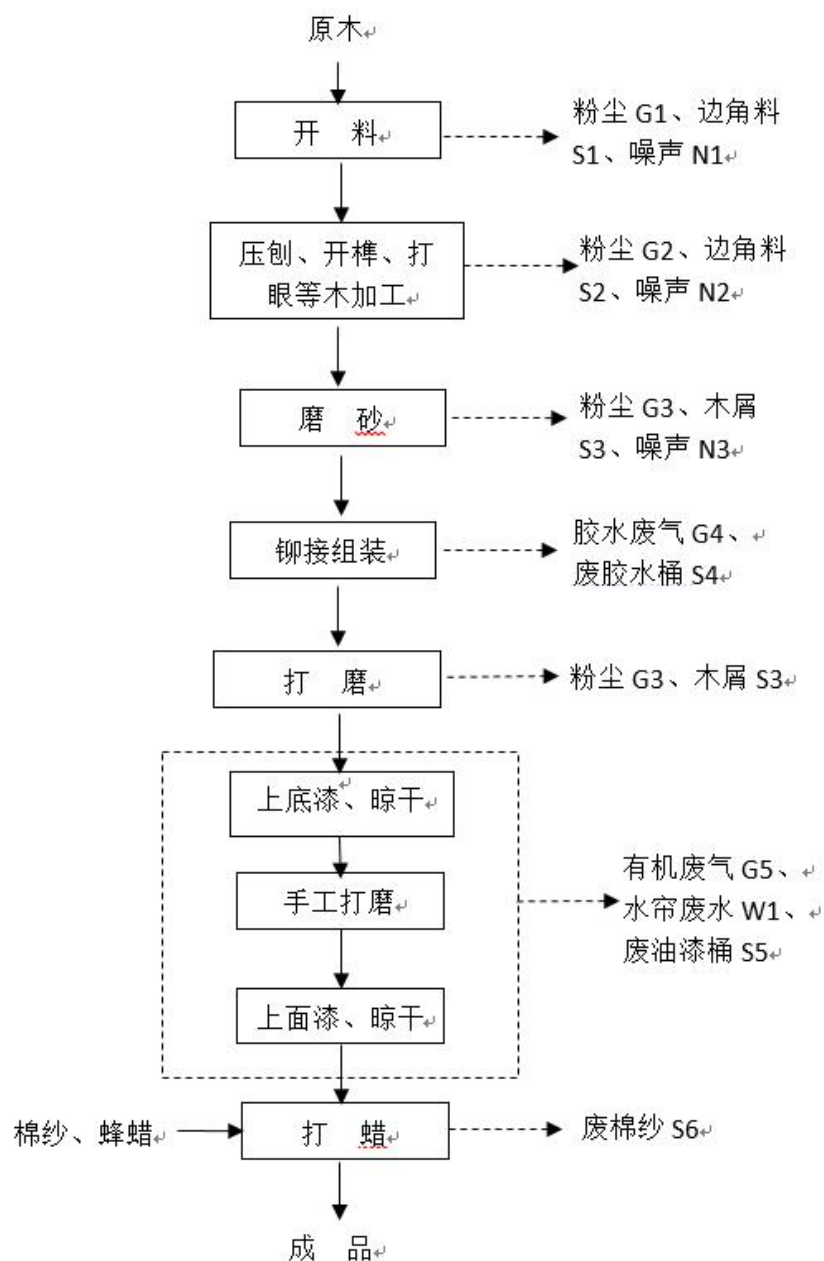 原木
开 料
粉尘 G1、边角料
S1、噪声 N1
压刨、开榫、打
眼等木加工
粉尘 G2、边角料
S2、噪声 N2
磨 砂
粉尘 G3、木屑
S3、噪声 N3
铆接组装
胶水废气 G4、
废胶水桶 S4
打 磨
粉尘 G3、木屑 S3
上底漆、晾干
手工打磨
有机废气 G5、
水帘废水 W1、
废油漆桶 S5
上面漆、晾干
棉纱、蜂蜡
打 蜡
废棉纱 S6
成 品